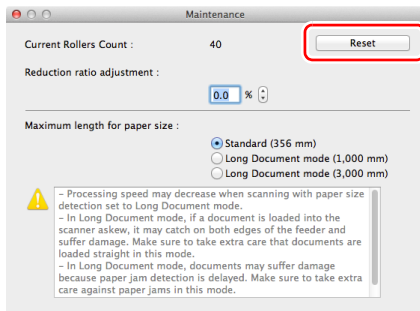 Maintenance
Current Rollers Count : 40 Reset
Reduction ratio adjustment :
0.0 %
Maximum length for paper size :
Standard (356 mm)
Long Document mode (1,000 mm)
Long Document mode (3,000 mm)
– Processing speed may decrease when scanning with paper size
detection set to Long Document mode.
– In Long Document mode, if a document is loaded into the
scanner askew, it may catch on both edges of the feeder and
suffer damage. Make sure to take extra care that documents are
loaded straight in this mode.
– In Long Document mode, documents may suffer damage
because paper jam detection is delayed. Make sure to take extra
care against paper jams in this mode.